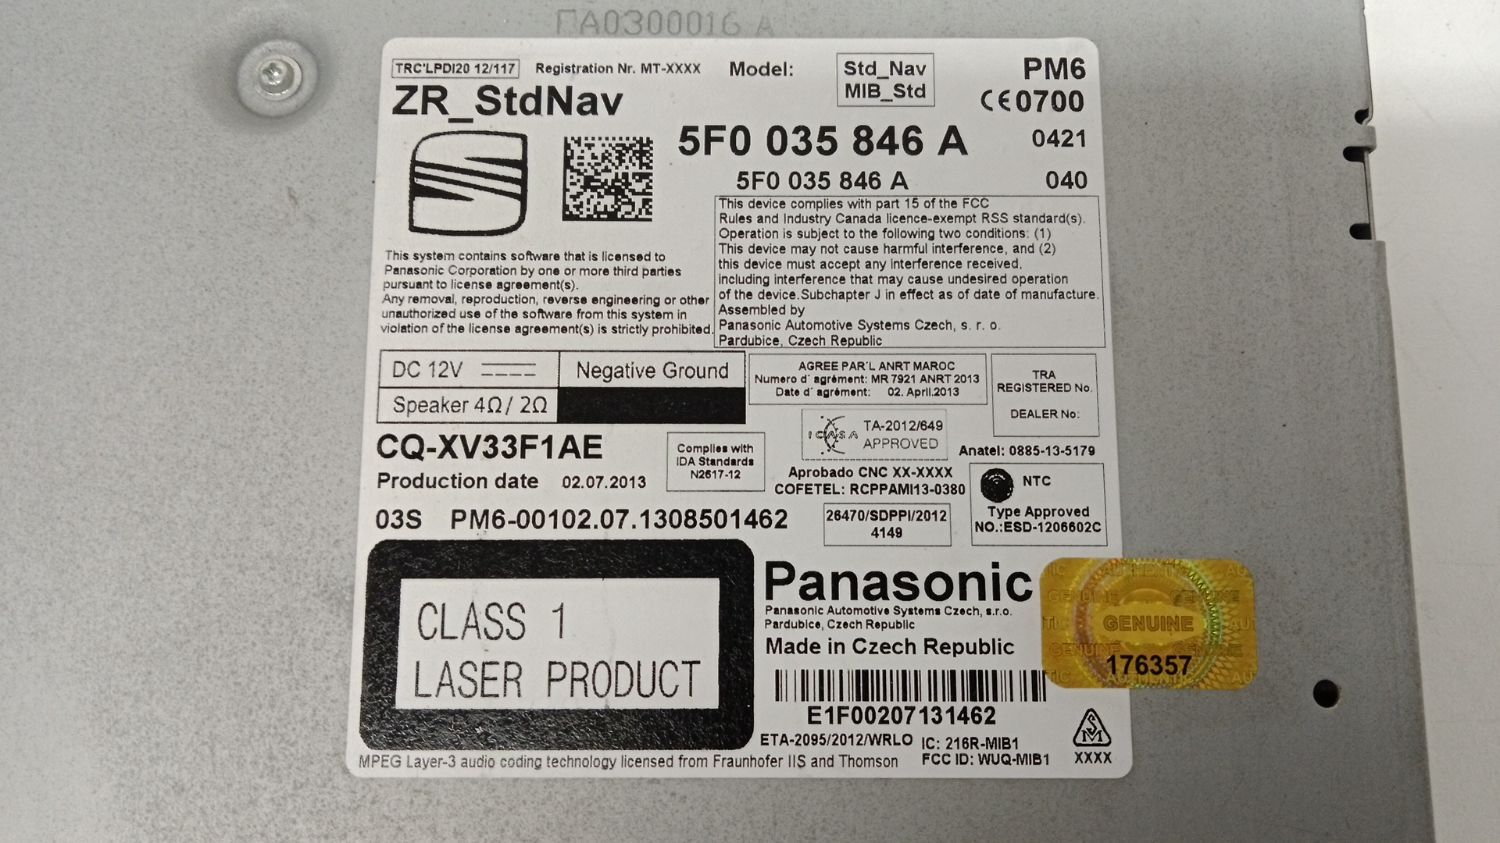 ПА0300016 A
TRC'LPDI20 12/117 Registration Nr. MT-XXXX Model: Std_Nav MIB_Std PM6
ZR_StdNav
CE0700
5F0 035 846 A 0421
5F0 035 846 A 040
This device complies with part 15 of the FCC
Rules and Industry Canada licence-exempt RSS standard(s).
Operation is subject to the following two conditions: (1)
This device may not cause harmful interference, and (2)
this device must accept any interference received,
including interference that may cause undesired operation
of the device.Subchapter J in effect as of date of manufacture.
Assembled by
Panasonic Automotive Systems Czech, s. r. o.
Pardubice, Czech Republic
This system contains software that is licensed to
Panasonic Corporation by one or more third parties
pursuant to license agreement(s).
Any removal, reproduction, reverse engineering or other
unauthorized use of the software from this system in
violation of the license agreement(s) is strictly prohibited.
DC 12V Negative Ground
Speaker 4Ω/ 2Ω
AGREE PAR'L ANRT MAROC
Numero d' agrément: MR 7921 ANRT 2013
Date d' agrément: 02. April.2013
TRA
REGISTERED No.
DEALER No:
ICASA TA-2012/649
APPROVED
CQ-XV33F1AE
Complies with
IDA Standards
N2617-12
Anatel: 0885-13-5179
Production date 02.07.2013
Aprobado CNC XX-XXXX
COFETEL: RCPPAMI13-0380
NTC
Type Approved
NO.:ESD-1206602C
03S PM6-00102.07.1308501462
26470/SDPPI/2012
4149
CLASS 1
LASER PRODUCT
Panasonic
Panasonic Automotive Systems Czech, s.r.o.
Pardubice, Czech Republic
Made in Czech Republic
E1F00207131462
ETA-2095/2012/WRLO IC: 216R-MIB1
FCC ID: WUQ-MIB1
XXXX
MPEG Layer-3 audio coding technology licensed from Fraunhofer IIS and Thomson
GENUINE
176357